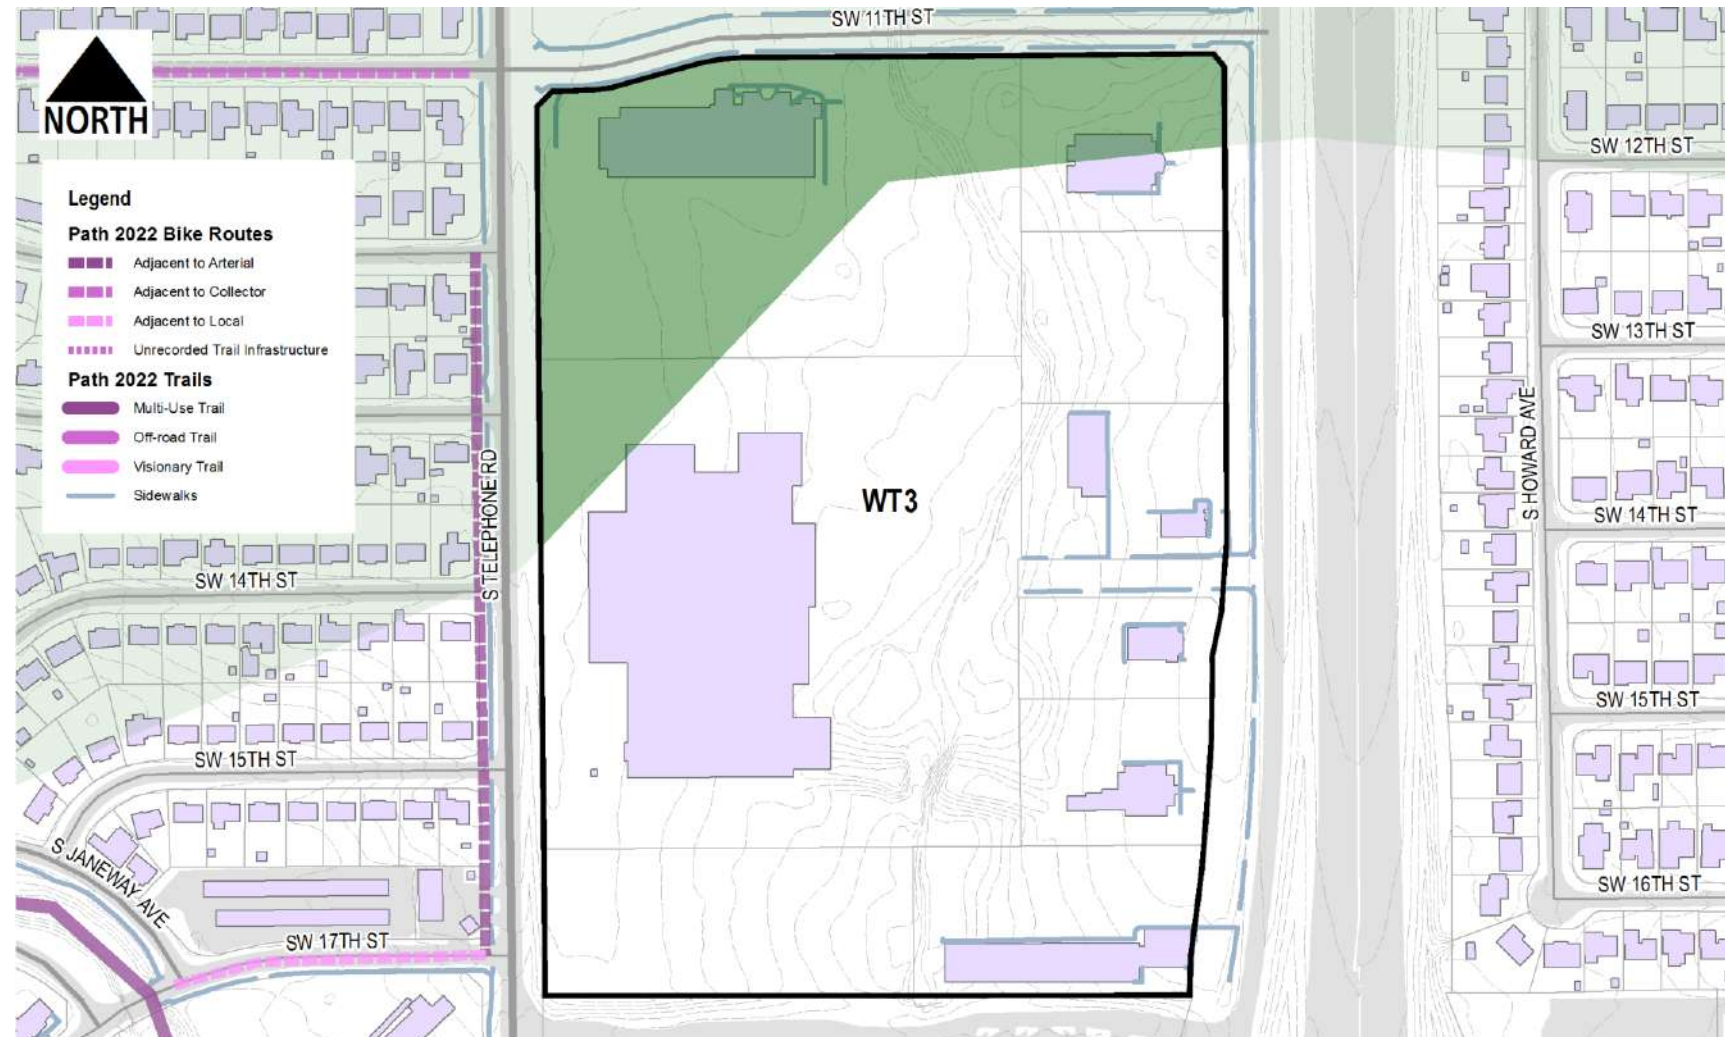 SW 11TH ST
NORTH
SW 12TH ST
Legend
Path 2022 Bike Routes
Adjacent to Arterial
Adjacent to Collector
Adjacent to Local
Unrecorded Trail Infrastructure
Path 2022 Trails
Multi-Use Trail
Off-road Trail
Visionary Trail
Sidewalks
SW 13TH ST
S HOWARD AVE
S TELEPHONE RD
WT3
SW 14TH ST
SW 14TH ST
SW 15TH ST
SW 15TH ST
S JANEWAY AVE
SW 16TH ST
SW 17TH ST